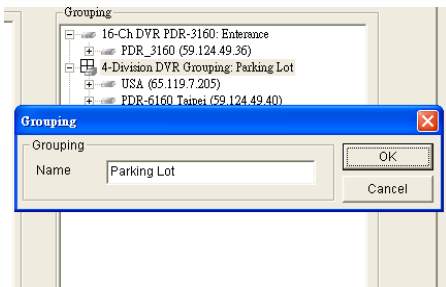 Grouping
16-Ch DVR PDR-3160: Enterance
PDR_3160 (59.124.49.36)
4-Division DVR Grouping: Parking Lot
USA (65.119.7.205)
PDR-6160 Taipei (59.124.49.40)
Grouping
Grouping
Name
Parking Lot
OK
Cancel